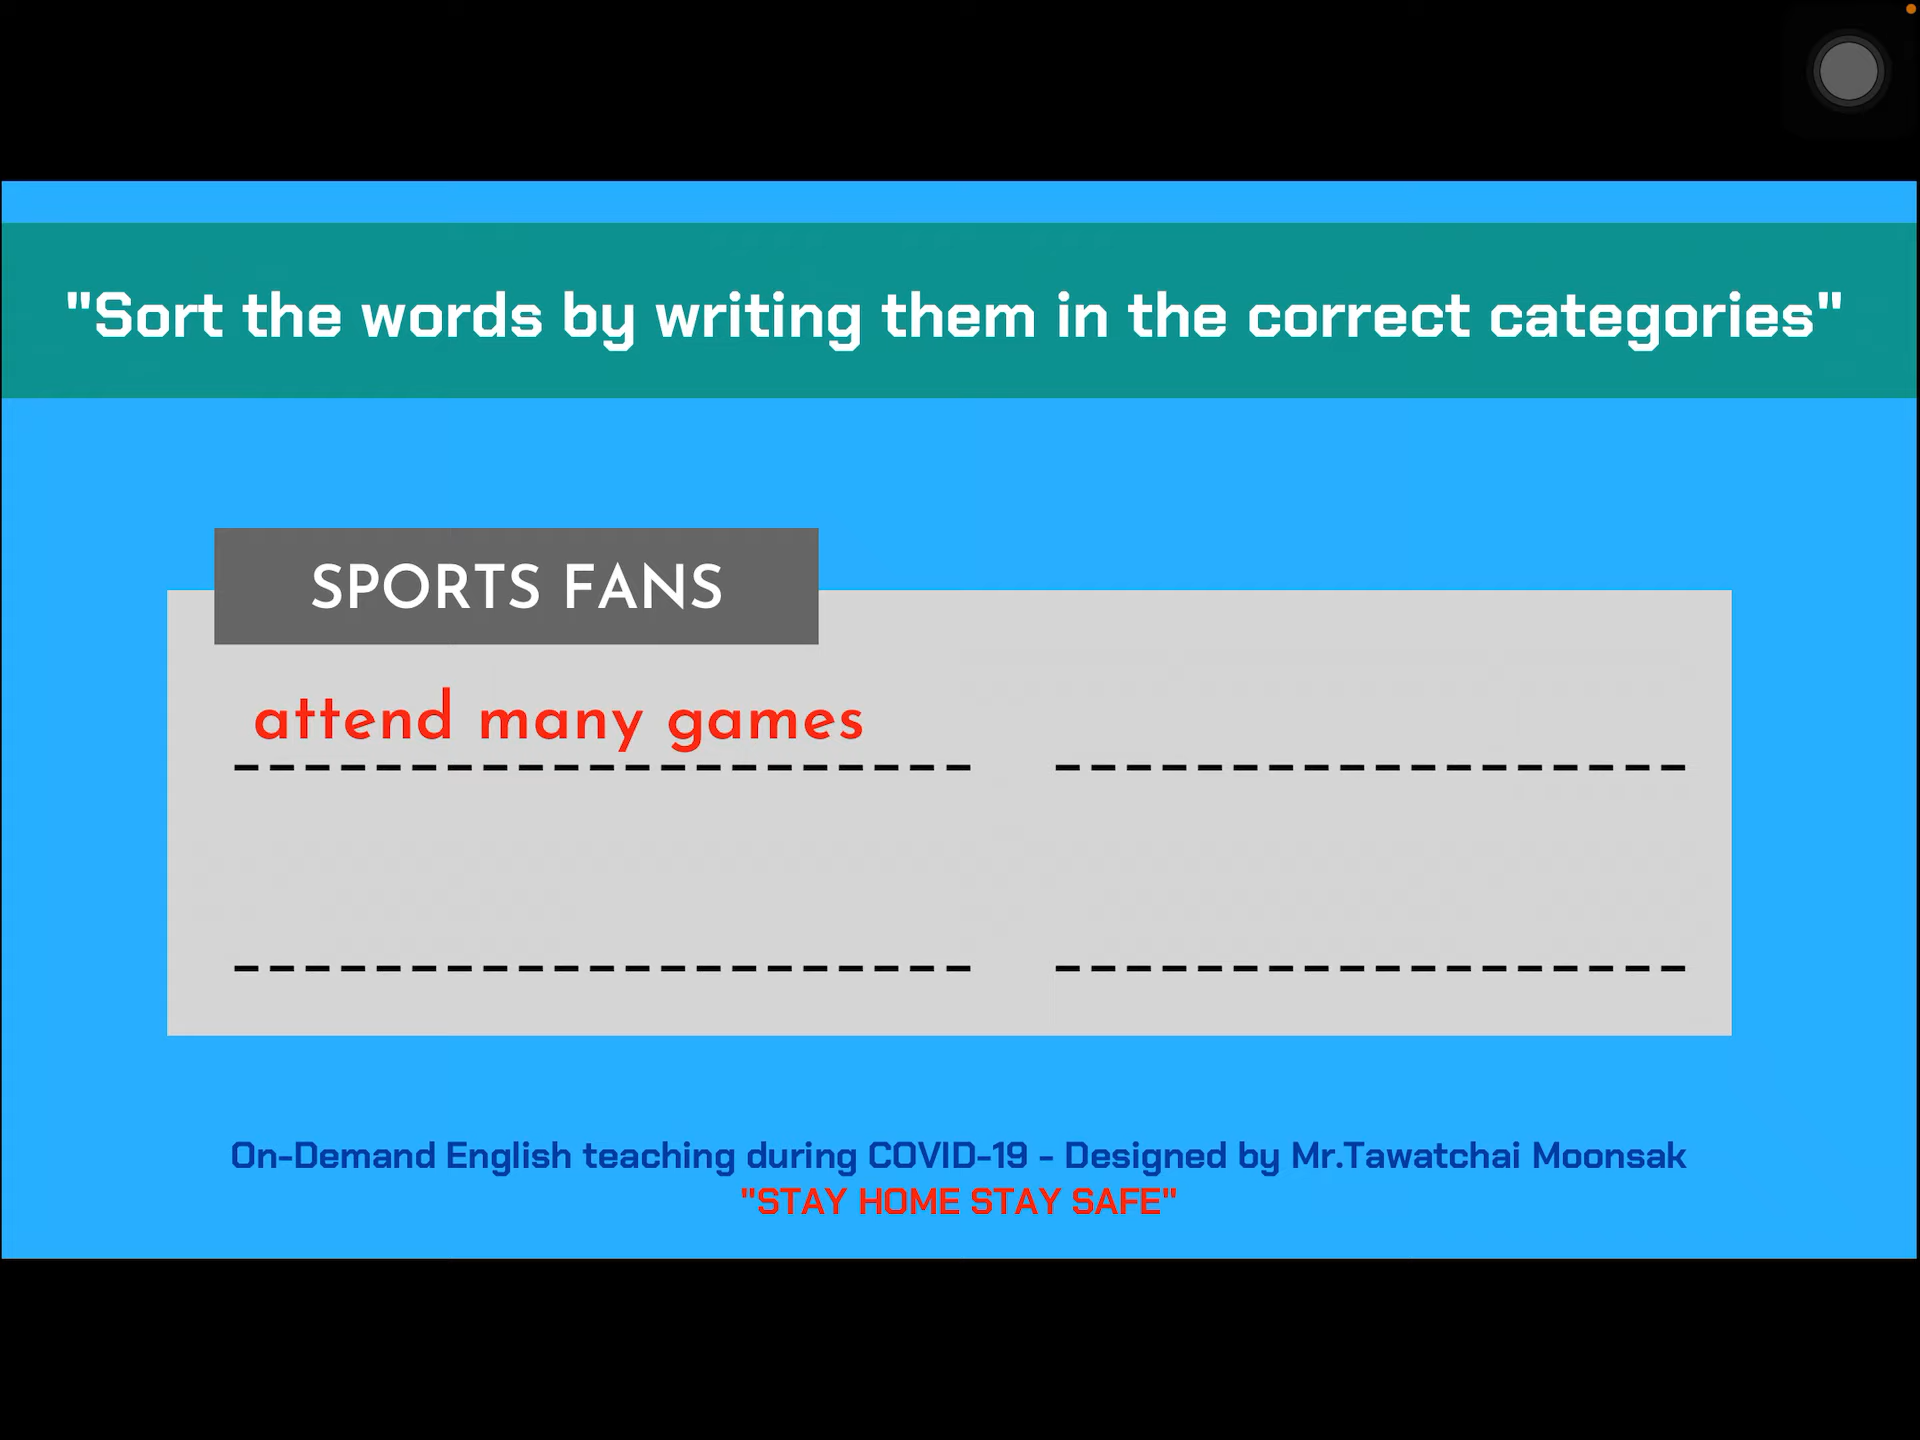 "Sort the words by writing them in the correct categories"
SPORTS FANS
attend many games
On-Demand English teaching during COVID-19 - Designed by Mr.Tawatchai Moonsak
"STAY HOME STAY SAFE"